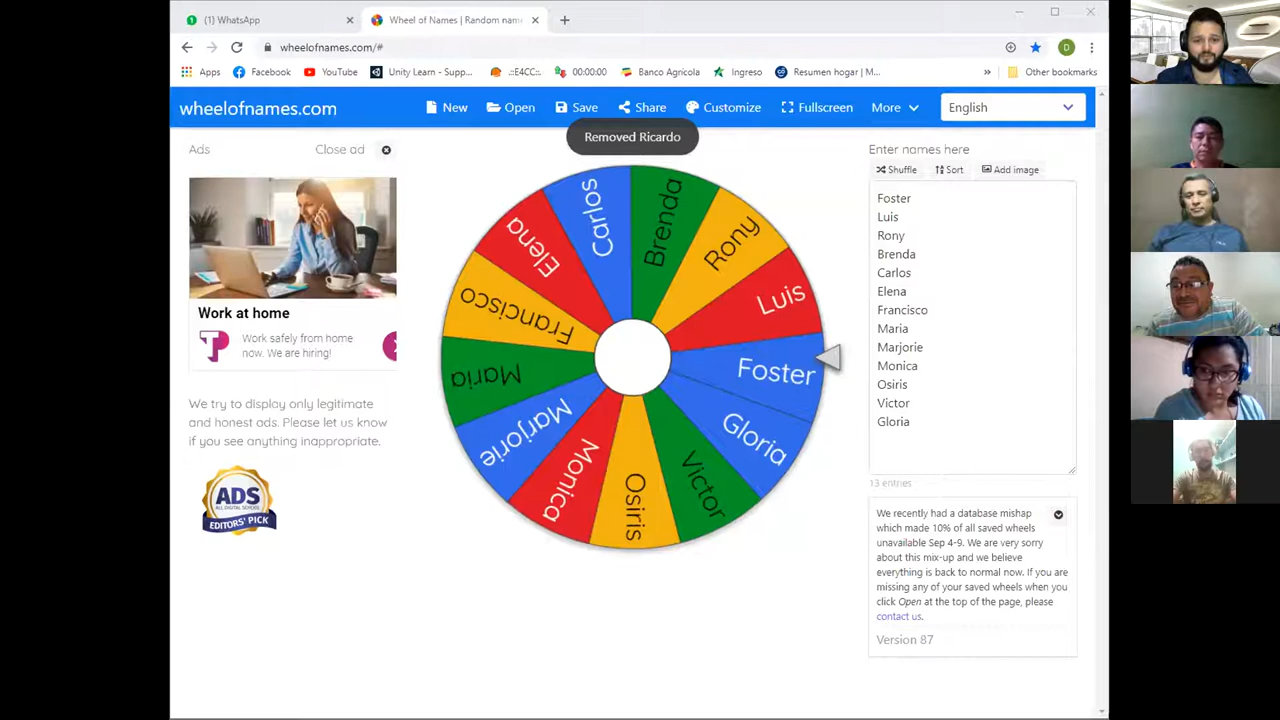 (1) WhatsApp
Wheel of Names | Random name
wheelofnames.com/#
D
Apps
Facebook
YouTube
Unity Learn - Supp...
.::E4CC::.
00:00:00
Banco Agrícola
Ingreso
Resumen hogar | M...
»
Other bookmarks
wheelofnames.com
New
Open
Save
Share
Customize
Fullscreen
More
English
Removed Ricardo
Ads
Close ad
Work at home
Work safely from home
now. We are hiring!
We try to display only legitimate
and honest ads. Please let us know
if you see anything inappropriate.
ADS
ALL DIGITAL SCHOOL
EDITORS' PICK
Carlos
Brenda
Rony
Luis
Foster
Gloria
Victor
Osiris
Monica
Marjorie
Maria
Francisco
Elena
Enter names here
Shuffle
Sort
Add image
Foster
Luis
Rony
Brenda
Carlos
Elena
Francisco
Maria
Marjorie
Monica
Osiris
Victor
Gloria
13 entries
We recently had a database mishap
which made 10% of all saved wheels
unavailable Sep 4-9. We are very sorry
about this mix-up and we believe
everything is back to normal now. If you are
missing any of your saved wheels when you
click Open at the top of the page, please
contact us.
Version 87